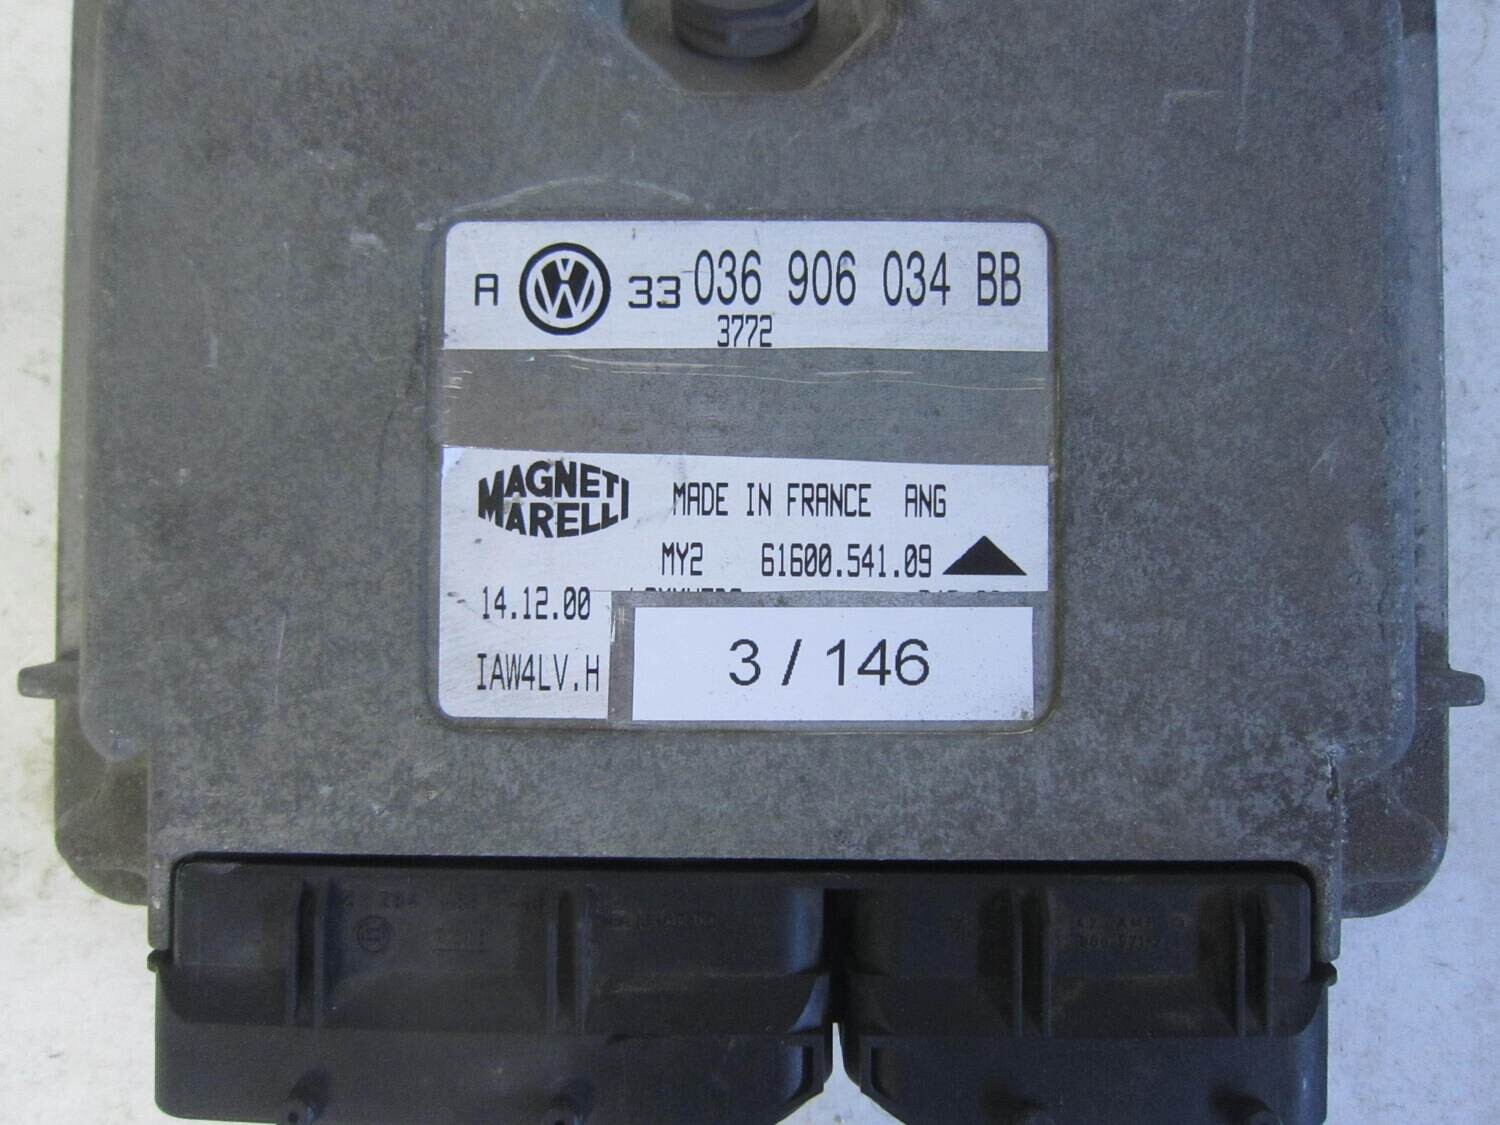 A 33 036 906 034 BB
3772
MAGNETI
MARELLI
MADE IN FRANCE ANG
MY2 61600.541.09
14.12.00
IAW4LV.H
3 / 146